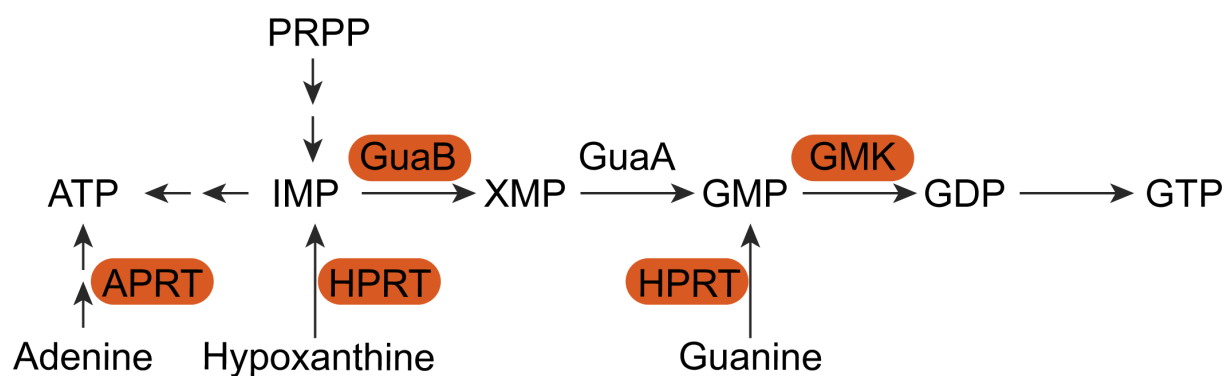 PRPP
GuaB GuaA GMK
ATP IMP XMP GMP GDP GTP
APRT HPRT HPRT
Adenine Hypoxanthine Guanine